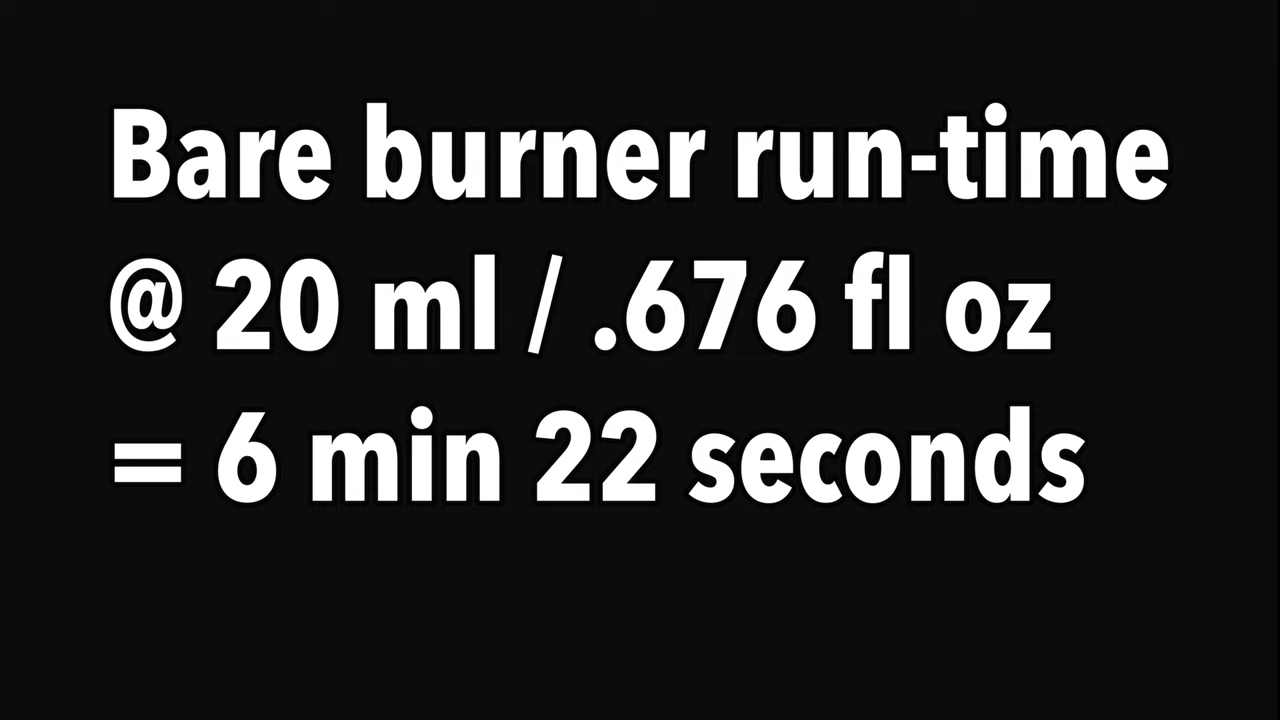 Bare burner run-time
@ 20 ml / .676 fl oz
= 6 min 22 seconds